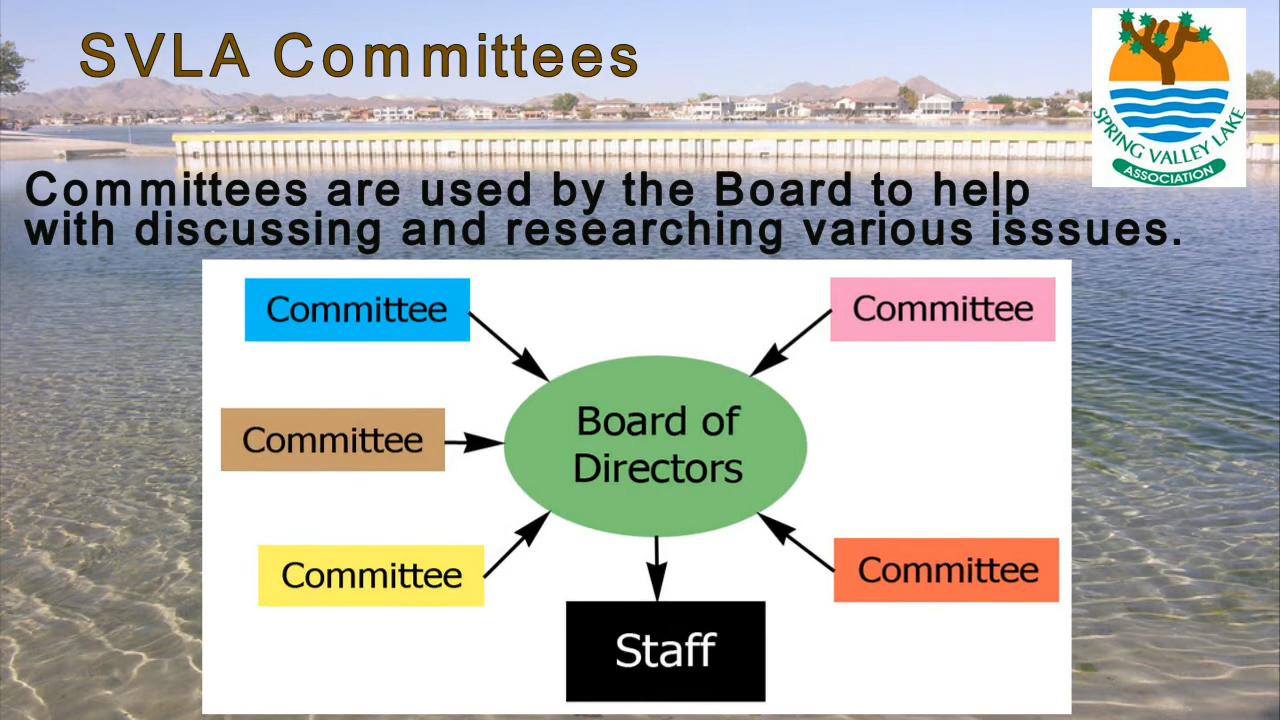 SVLA Committees
SPRING VALLEY LAKE
ASSOCIATION
Committees are used by the Board to help
with discussing and researching various isssues.
Committee
Committee
Board of
Directors
Committee
Committee
Committee
Staff